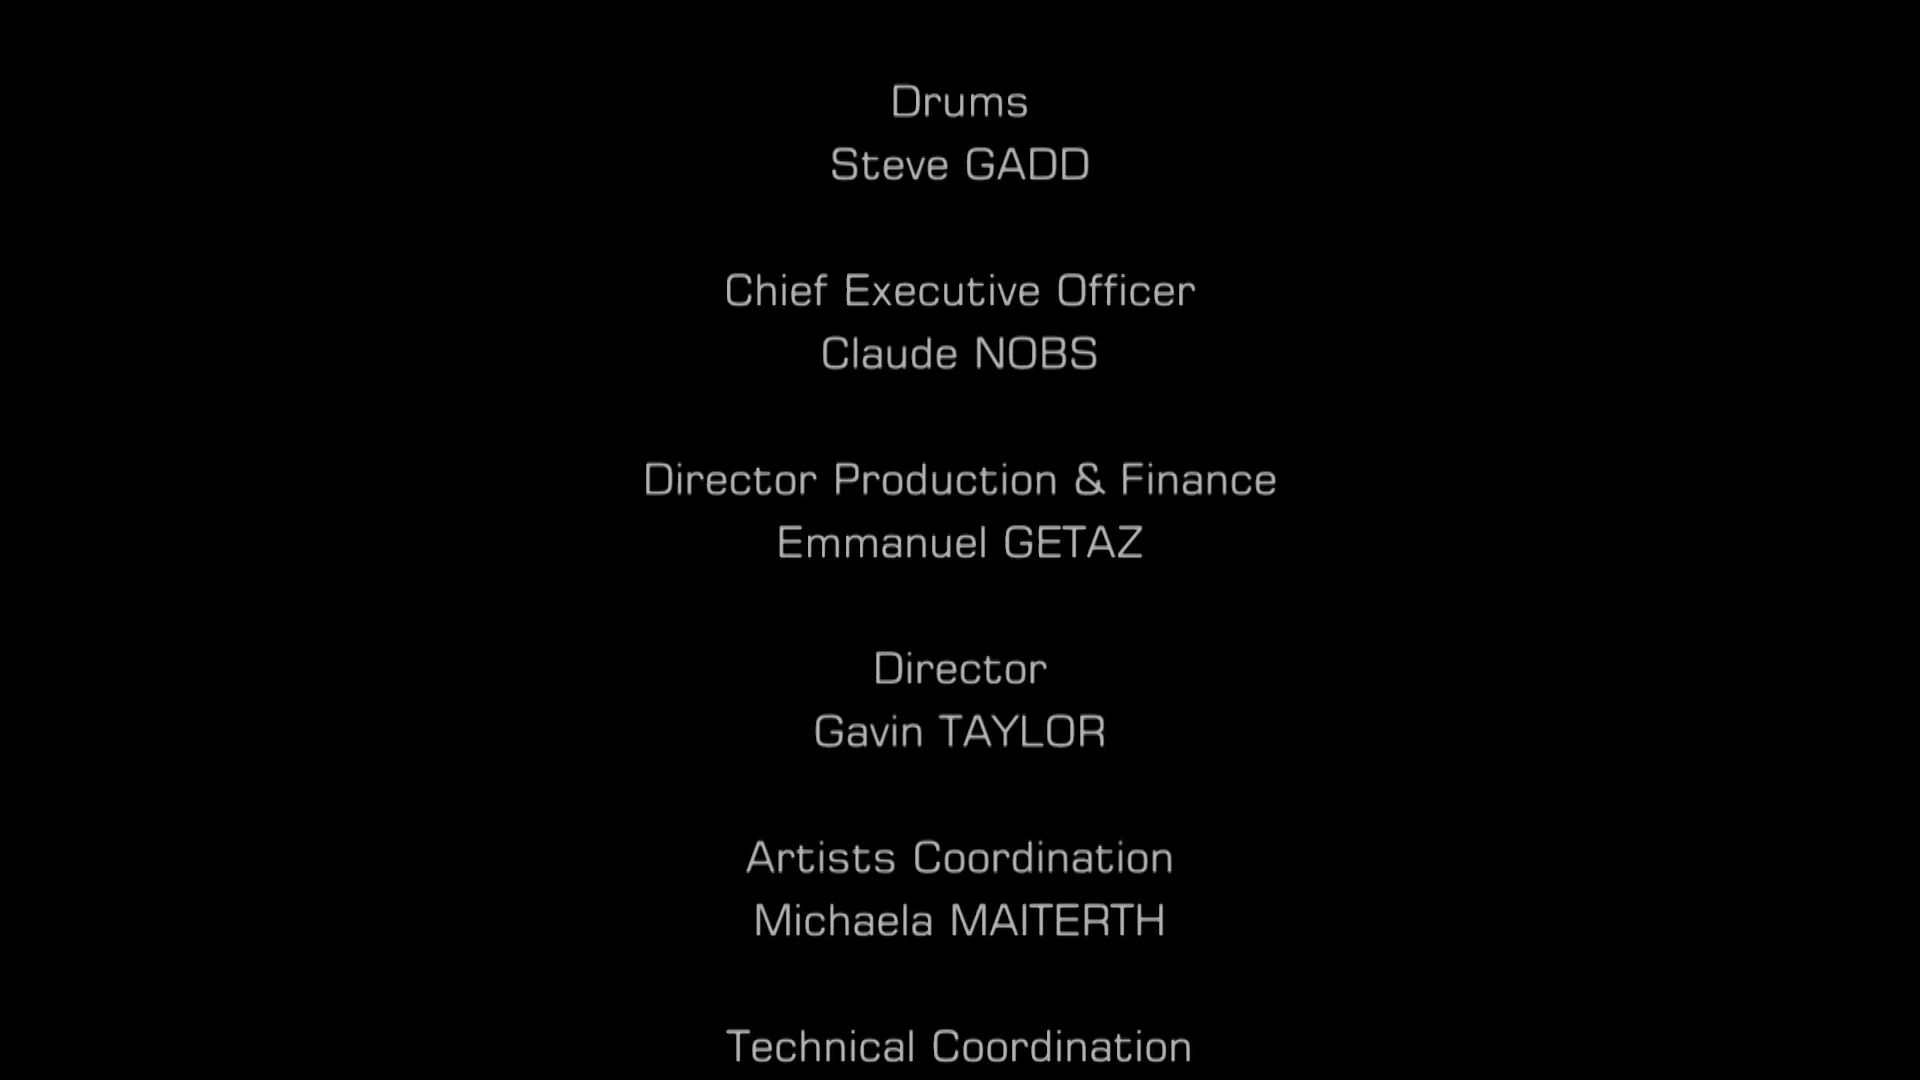 Drums
Steve GADD
Chief Executive Officer
Claude NOBS
Director Production & Finance
Emmanuel GETAZ
Director
Gavin TAYLOR
Artists Coordination
Michaela MAITERTH
Technical Coordination